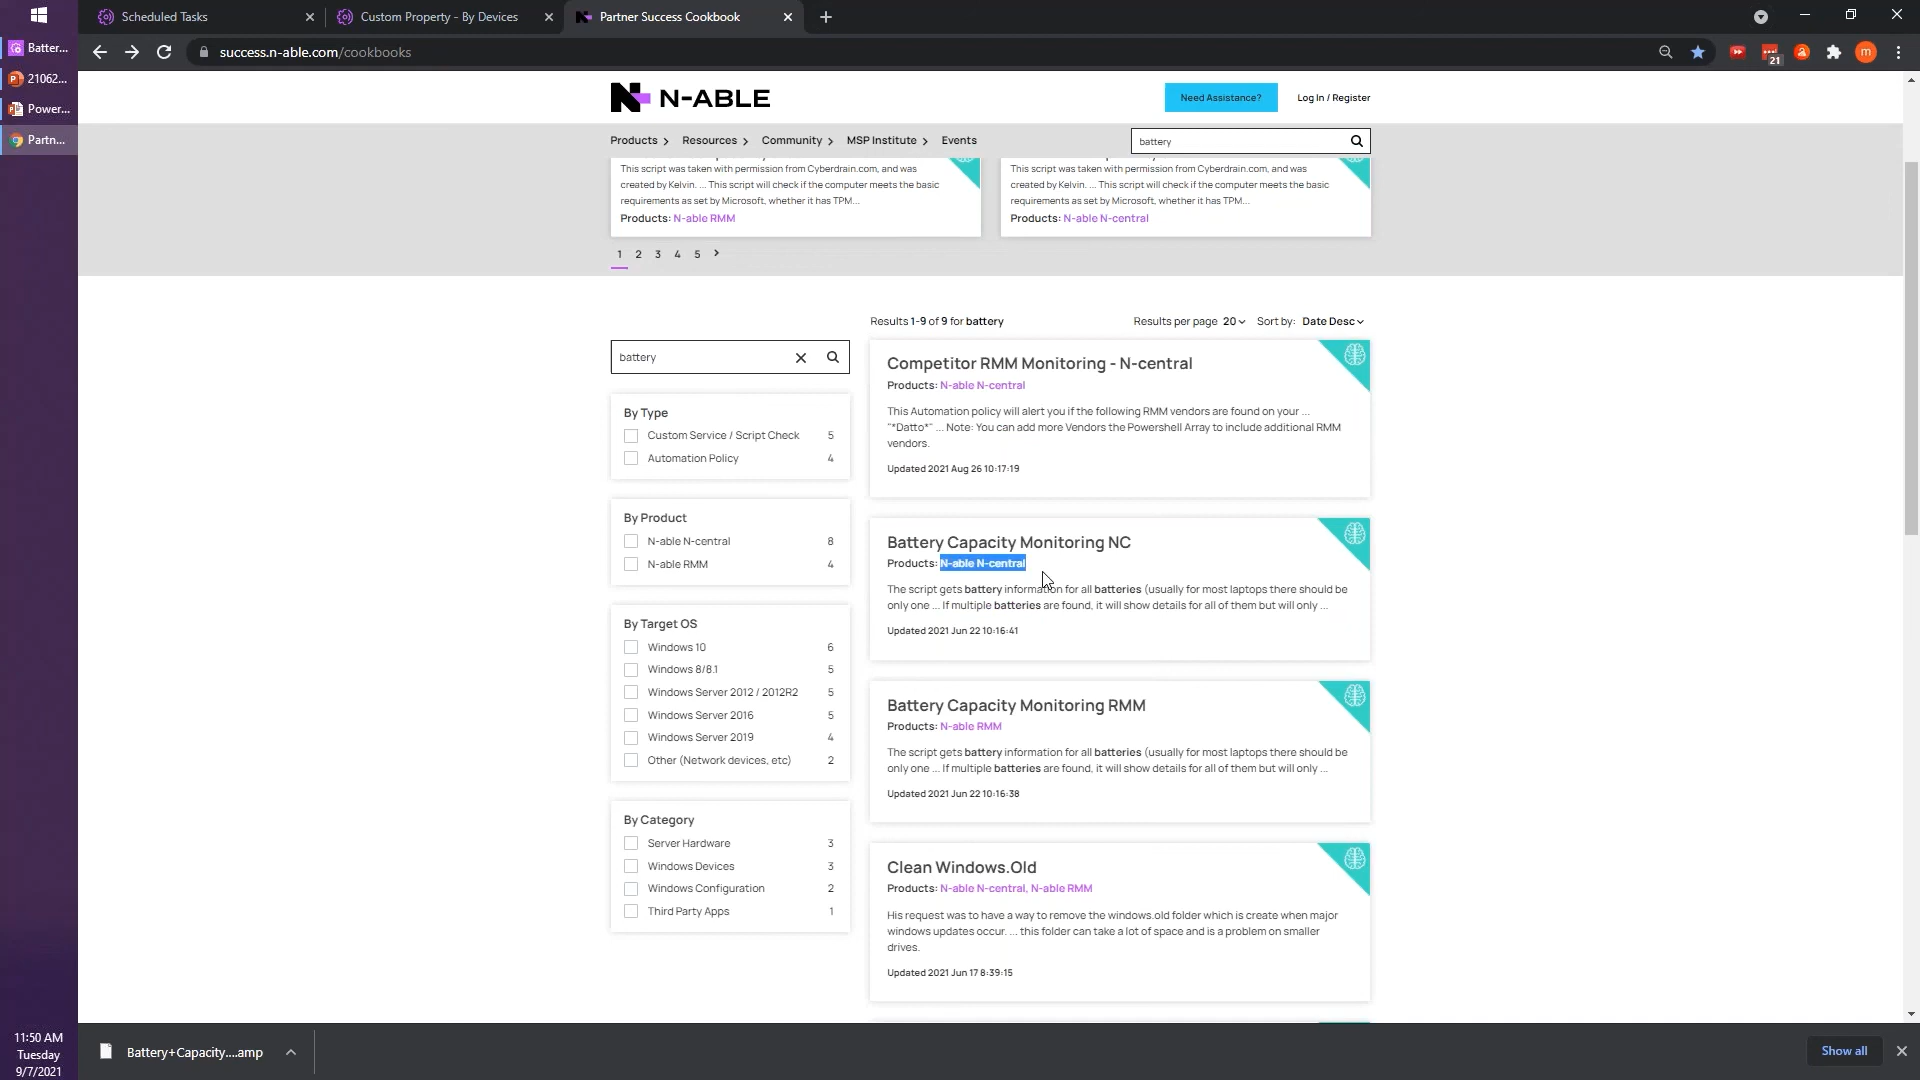 Scheduled Tasks
Custom Property - By Devices
Partner Success Cookbook
success.n-able.com/cookbooks
21
m
Batter...
21062...
Power...
Partn...
N-ABLE
Need Assistance?
Log In / Register
Products
Resources
Community
MSP Institute
Events
battery
This script was taken with permission from Cyberdrain.com, and was
created by Kelvin. ... This script will check if the computer meets the basic
requirements as set by Microsoft, whether it has TPM...
Products: N-able RMM
This script was taken with permission from Cyberdrain.com, and was
created by Kelvin. ... This script will check if the computer meets the basic
requirements as set by Microsoft, whether it has TPM...
Products: N-able N-central
1 2 3 4 5
Results 1-9 of 9 for battery
Results per page 20
Sort by: Date Desc
battery
By Type
Custom Service / Script Check 5
Automation Policy 4
By Product
N-able N-central 8
N-able RMM 4
By Target OS
Windows 10 6
Windows 8/8.1 5
Windows Server 2012 / 2012R2 5
Windows Server 2016 5
Windows Server 2019 4
Other (Network devices, etc) 2
By Category
Server Hardware 3
Windows Devices 3
Windows Configuration 2
Third Party Apps 1
Competitor RMM Monitoring - N-central
Products: N-able N-central
This Automation policy will alert you if the following RMM vendors are found on your ...
"*Datto*" ... Note: You can add more Vendors the Powershell Array to include additional RMM
vendors.
Updated 2021 Aug 26 10:17:19
Battery Capacity Monitoring NC
Products: N-able N-central
The script gets battery information for all batteries (usually for most laptops there should be
only one ... If multiple batteries are found, it will show details for all of them but will only ...
Updated 2021 Jun 22 10:16:41
Battery Capacity Monitoring RMM
Products: N-able RMM
The script gets battery information for all batteries (usually for most laptops there should be
only one ... If multiple batteries are found, it will show details for all of them but will only ...
Updated 2021 Jun 22 10:16:38
Clean Windows.Old
Products: N-able N-central, N-able RMM
His request was to have a way to remove the windows.old folder which is create when major
windows updates occur. ... this folder can take a lot of space and is a problem on smaller
drives.
Updated 2021 Jun 17 8:39:15
11:50 AM
Tuesday
9/7/2021
Battery+Capacity....amp
Show all